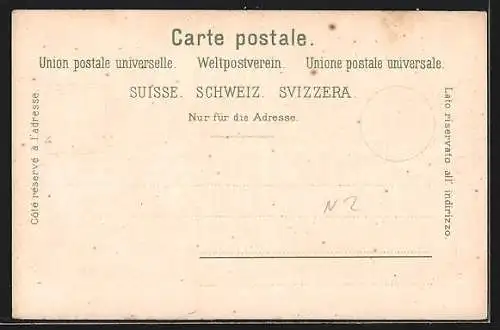 Carte postale.
Union postale universelle. Weltpostverein. Unione postale universale.
SUISSE. SCHWEIZ. SVIZZERA.
Nur für die Adresse.
Côté réservé à l'adresse.
Lato riservato all' indirizzo.
N 2